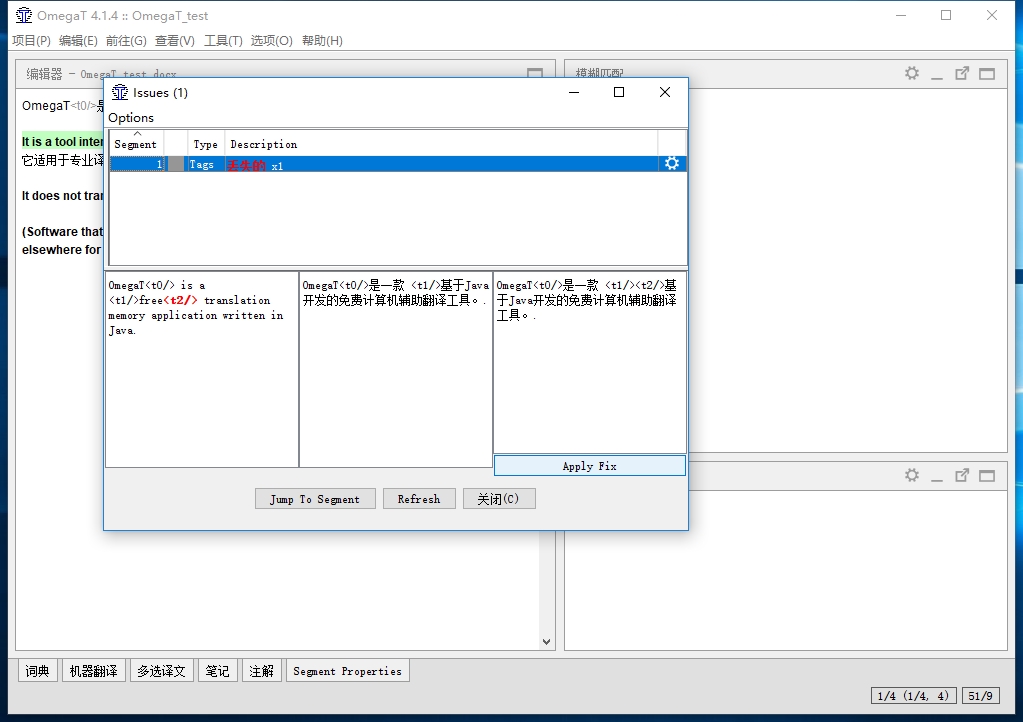 OmegaT 4.1.4 :: OmegaT_test
项目(P) 编辑(E) 前往(G) 查看(V) 工具(T) 选项(O) 帮助(H)
编辑器 - OmegaT_test.docx
模糊匹配
OmegaT<t0/>是
It is a tool inter
它适用于专业译
It does not tran
(Software that
elsewhere for
Issues (1)
Options
Segment Type Description
1 Tags 丢失的 x1
OmegaT<t0/> is a
<t1/>free<t2/> translation
memory application written in
Java.
OmegaT<t0/>是一款 <t1/>基于Java
开发的免费计算机辅助翻译工具。.
OmegaT<t0/>是一款 <t1/><t2/>基
于Java开发的免费计算机辅助翻译
工具。.
Apply Fix
Jump To Segment Refresh 关闭(C)
词典 机器翻译 多选译文 笔记 注解 Segment Properties
1/4 (1/4, 4) 51/9